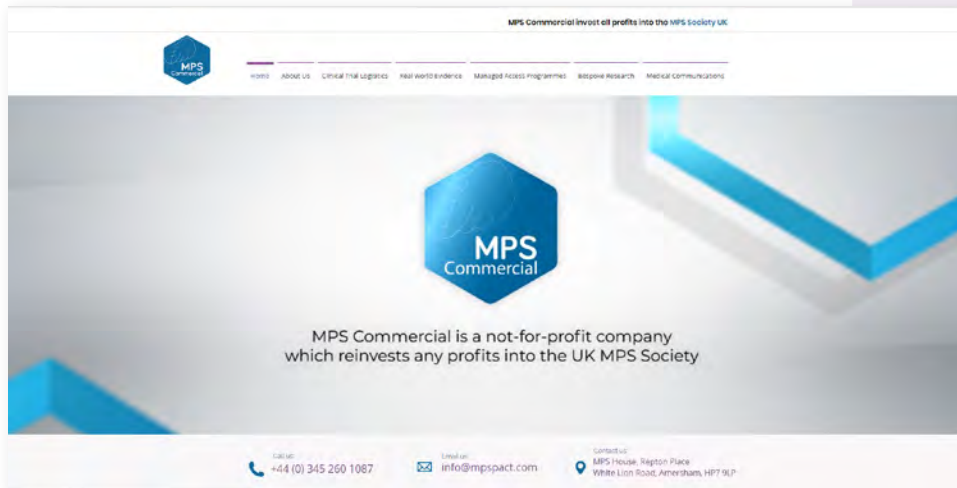 MPS Commercial invest all profits into the MPS Society UK
MPS
Commercial
Home About Us Clinical Trial Logistics Real World Evidence Managed Access Programmes Bespoke Research Medical Communications
MPS
Commercial
MPS Commercial is a not-for-profit company
which reinvests any profits into the UK MPS Society
Call us
+44 (0) 345 260 1087
Email us
info@mpspact.com
Contact us
MPS House, Repton Place
White Lion Road, Amersham, HP7 9LP